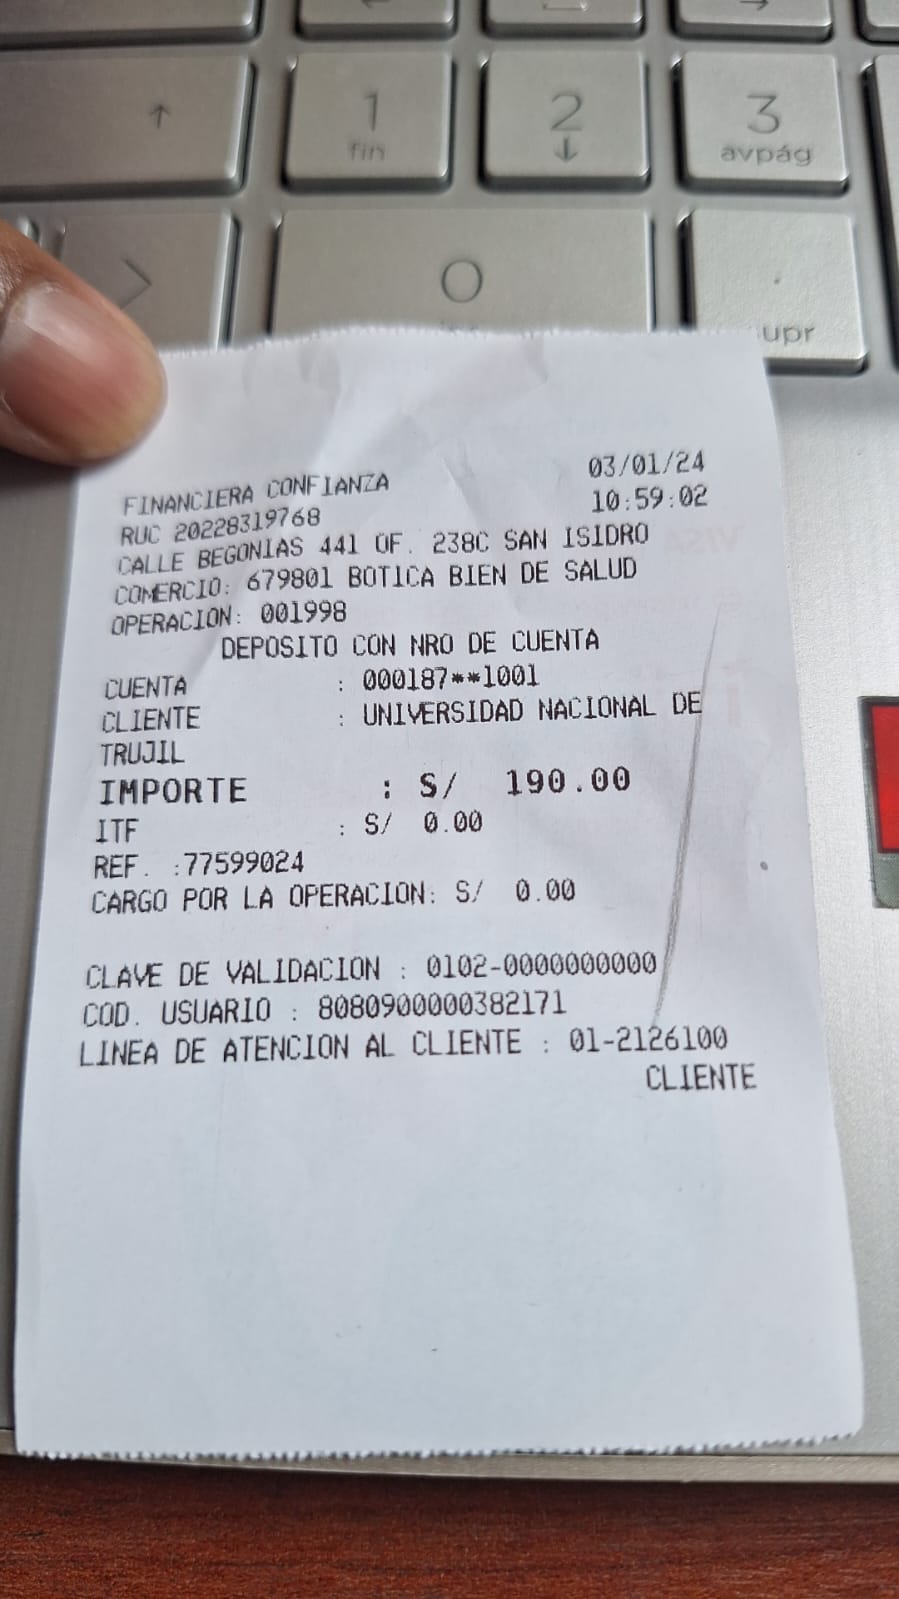 ↑
1
fin
2
↓
3
avpág
>
0
.
supr
FINANCIERA CONFIANZA 03/01/24
RUC 20228319768 10:59:02
CALLE BEGONIAS 441 OF. 238C SAN ISIDRO
COMERCIO: 679801 BOTICA BIEN DE SALUD
OPERACION: 001998
DEPOSITO CON NRO DE CUENTA
CUENTA : 000187**1001
CLIENTE : UNIVERSIDAD NACIONAL DE
TRUJIL
IMPORTE : S/ 190.00
ITF : S/ 0.00
REF. :77599024
CARGO POR LA OPERACION: S/ 0.00
CLAVE DE VALIDACION : 0102-0000000000
COD. USUARIO : 8080900000382171
LINEA DE ATENCION AL CLIENTE : 01-2126100
CLIENTE